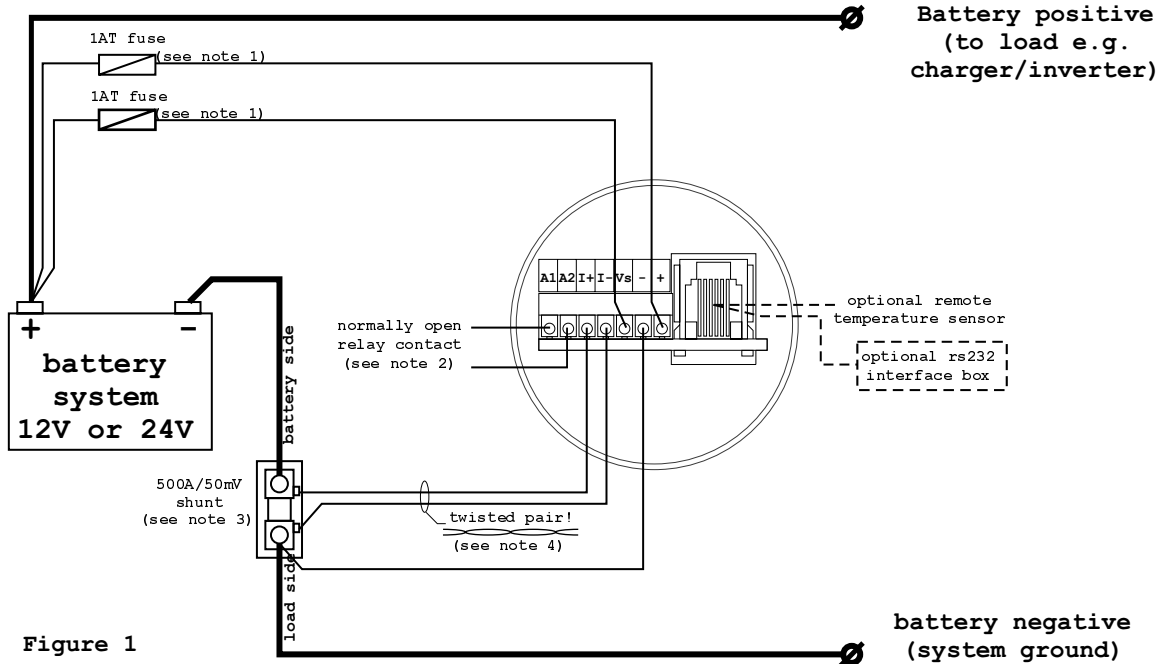 Battery positive
(to load e.g.
charger/inverter)
1AT fuse
(see note 1)
1AT fuse
(see note 1)
A1 A2 I+ I- Vs - +
optional remote
temperature sensor
normally open
relay contact
(see note 2)
optional rs232
interface box
+ -
battery
system
12V or 24V
battery side
500A/50mV
shunt
(see note 3)
twisted pair!
(see note 4)
load side
battery negative
(system ground)
Figure 1